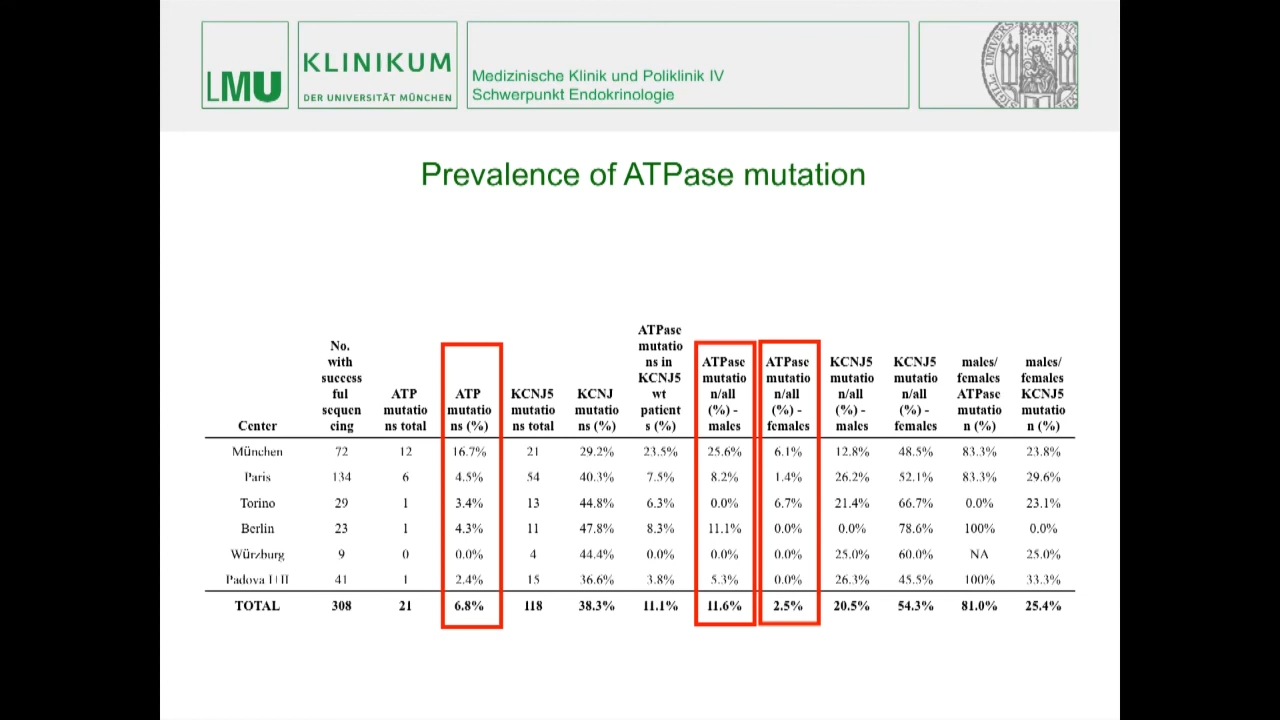 LMU
KLINIKUM
DER UNIVERSITÄT MÜNCHEN
Medizinische Klinik und Poliklinik IV
Schwerpunkt Endokrinologie
Prevalence of ATPase mutation
Center | No. with success ful sequen cing | ATP mutatio ns total | ATP mutatio ns (%) | KCNJ5 mutatio ns total | KCNJ mutatio ns (%) | ATPase mutatio ns in KCNJ5 wt patient s (%) | ATPase mutatio n/all (%) - males | ATPase mutatio n/all (%) - females | KCNJ5 mutatio n/all (%) - males | KCNJ5 mutatio n/all (%) - females | males/ females ATPase mutatio n (%) | males/ females KCNJ5 mutatio n (%)
München 72 12 16.7% 21 29.2% 23.5% 25.6% 6.1% 12.8% 48.5% 83.3% 23.8%
Paris 134 6 4.5% 54 40.3% 7.5% 8.2% 1.4% 26.2% 52.1% 83.3% 29.6%
Torino 29 1 3.4% 13 44.8% 6.3% 0.0% 6.7% 21.4% 66.7% 0.0% 23.1%
Berlin 23 1 4.3% 11 47.8% 8.3% 11.1% 0.0% 0.0% 78.6% 100% 0.0%
Würzburg 9 0 0.0% 4 44.4% 0.0% 0.0% 0.0% 25.0% 60.0% NA 25.0%
Padova I+II 41 1 2.4% 15 36.6% 3.8% 5.3% 0.0% 26.3% 45.5% 100% 33.3%
TOTAL 308 21 6.8% 118 38.3% 11.1% 11.6% 2.5% 20.5% 54.3% 81.0% 25.4%